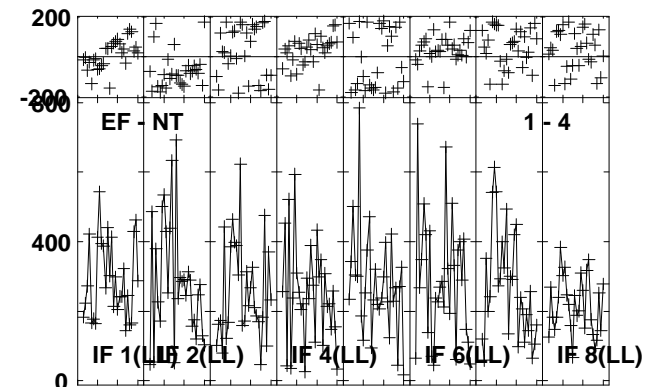 200
-200
800
EF - NT 1 - 4
400
IF 1(LL) IF 2(LL) IF 4(LL) IF 6(LL) IF 8(LL)
0